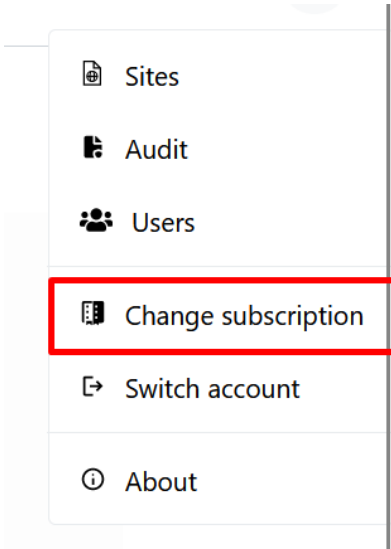 Sites
Audit
Users
Change subscription
Switch account
About